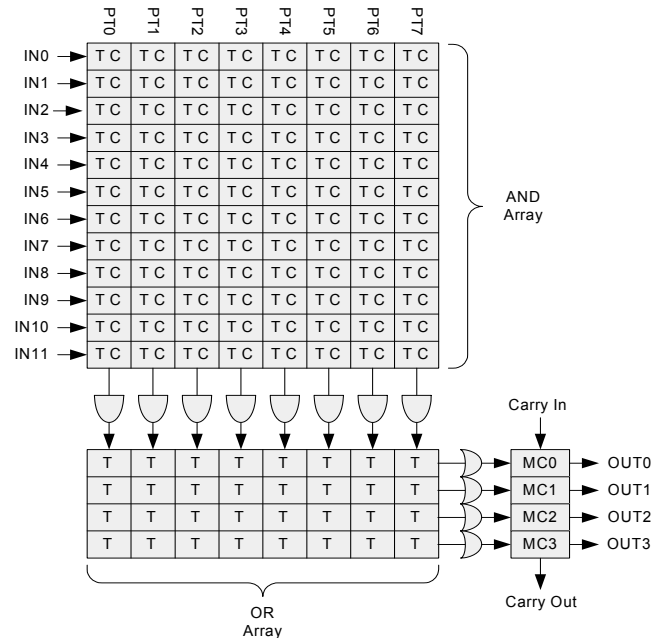 PT0 PT1 PT2 PT3 PT4 PT5 PT6 PT7
IN0 T C T C T C T C T C T C T C T C
IN1 T C T C T C T C T C T C T C T C
IN2 T C T C T C T C T C T C T C T C
IN3 T C T C T C T C T C T C T C T C
IN4 T C T C T C T C T C T C T C T C
IN5 T C T C T C T C T C T C T C T C
IN6 T C T C T C T C T C T C T C T C
IN7 T C T C T C T C T C T C T C T C
IN8 T C T C T C T C T C T C T C T C
IN9 T C T C T C T C T C T C T C T C
IN10 T C T C T C T C T C T C T C T C
IN11 T C T C T C T C T C T C T C T C
AND
Array
Carry In
T T T T T T T T MC0 OUT0
T T T T T T T T MC1 OUT1
T T T T T T T T MC2 OUT2
T T T T T T T T MC3 OUT3
Carry Out
OR
Array